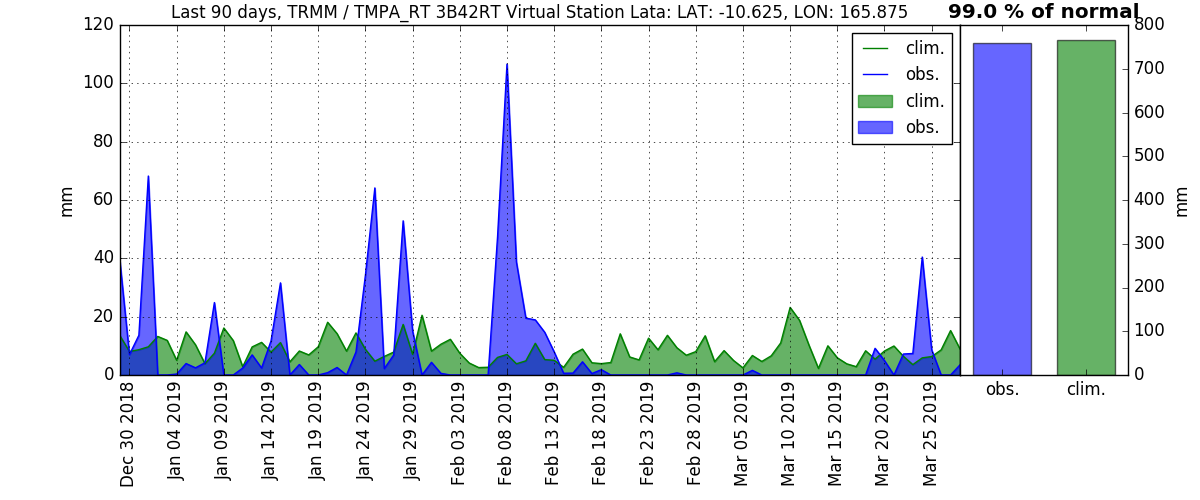 Last 90 days, TRMM / TMPA_RT 3B42RT Virtual Station Lata: LAT: -10.625, LON: 165.875
99.0 % of normal
mm
120
100
80
60
40
20
0
clim.
obs.
clim.
obs.
Dec 30 2018
Jan 04 2019
Jan 09 2019
Jan 14 2019
Jan 19 2019
Jan 24 2019
Jan 29 2019
Feb 03 2019
Feb 08 2019
Feb 13 2019
Feb 18 2019
Feb 23 2019
Feb 28 2019
Mar 05 2019
Mar 10 2019
Mar 15 2019
Mar 20 2019
Mar 25 2019
800
700
600
500
400
300
200
100
0
mm
obs.
clim.